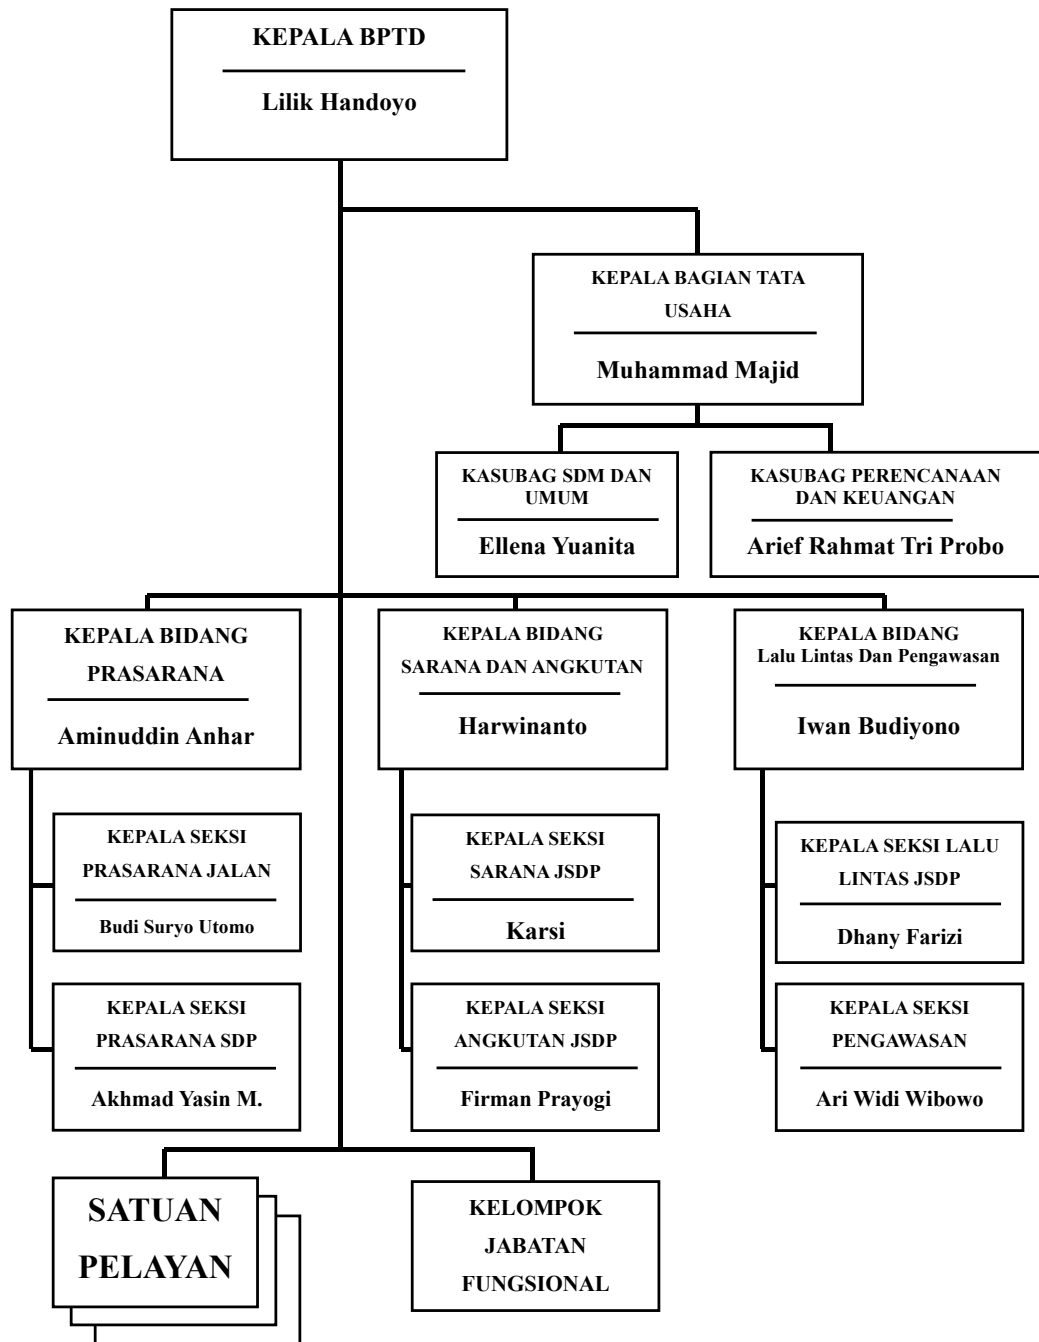 KEPALA BPTD
Lilik Handoyo
KEPALA BAGIAN TATA
USAHA
Muhammad Majid
KASUBAG SDM DAN
UMUM
Ellena Yuanita
KASUBAG PERENCANAAN
DAN KEUANGAN
Arief Rahmat Tri Probo
KEPALA BIDANG
PRASARANA
Aminuddin Anhar
KEPALA BIDANG
SARANA DAN ANGKUTAN
Harwinanto
KEPALA BIDANG
Lalu Lintas Dan Pengawasan
Iwan Budiyono
KEPALA SEKSI
PRASARANA JALAN
Budi Suryo Utomo
KEPALA SEKSI
SARANA JSDP
Karsi
KEPALA SEKSI LALU
LINTAS JSDP
Dhany Farizi
KEPALA SEKSI
PRASARANA SDP
Akhmad Yasin M.
KEPALA SEKSI
ANGKUTAN JSDP
Firman Prayogi
KEPALA SEKSI
PENGAWASAN
Ari Widi Wibowo
SATUAN
PELAYAN
KELOMPOK
JABATAN
FUNGSIONAL